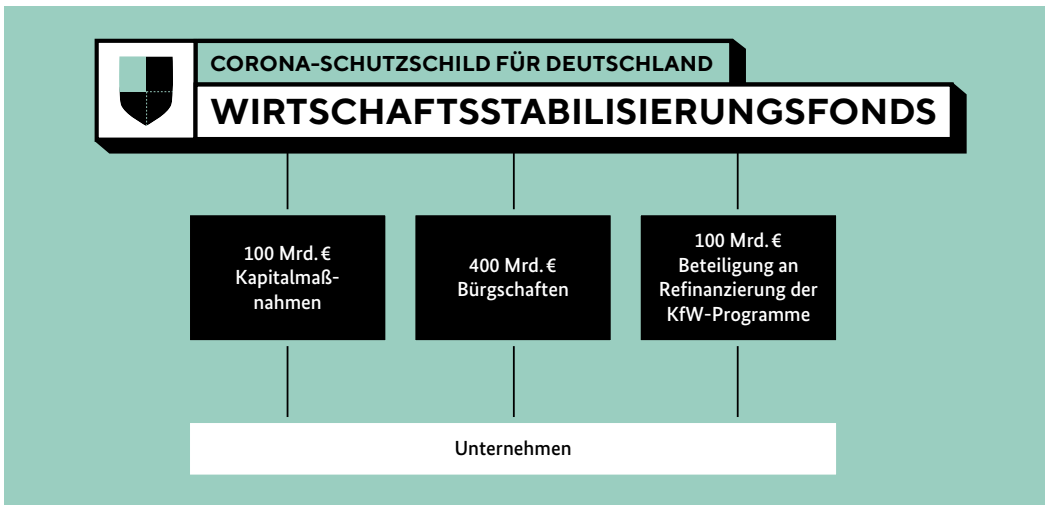 CORONA-SCHUTZSCHILD FÜR DEUTSCHLAND
WIRTSCHAFTSSTABILISIERUNGSFONDS
100 Mrd. €
Kapitalmaß-
nahmen
400 Mrd. €
Bürgschaften
100 Mrd. €
Beteiligung an
Refinanzierung der
KfW-Programme
Unternehmen